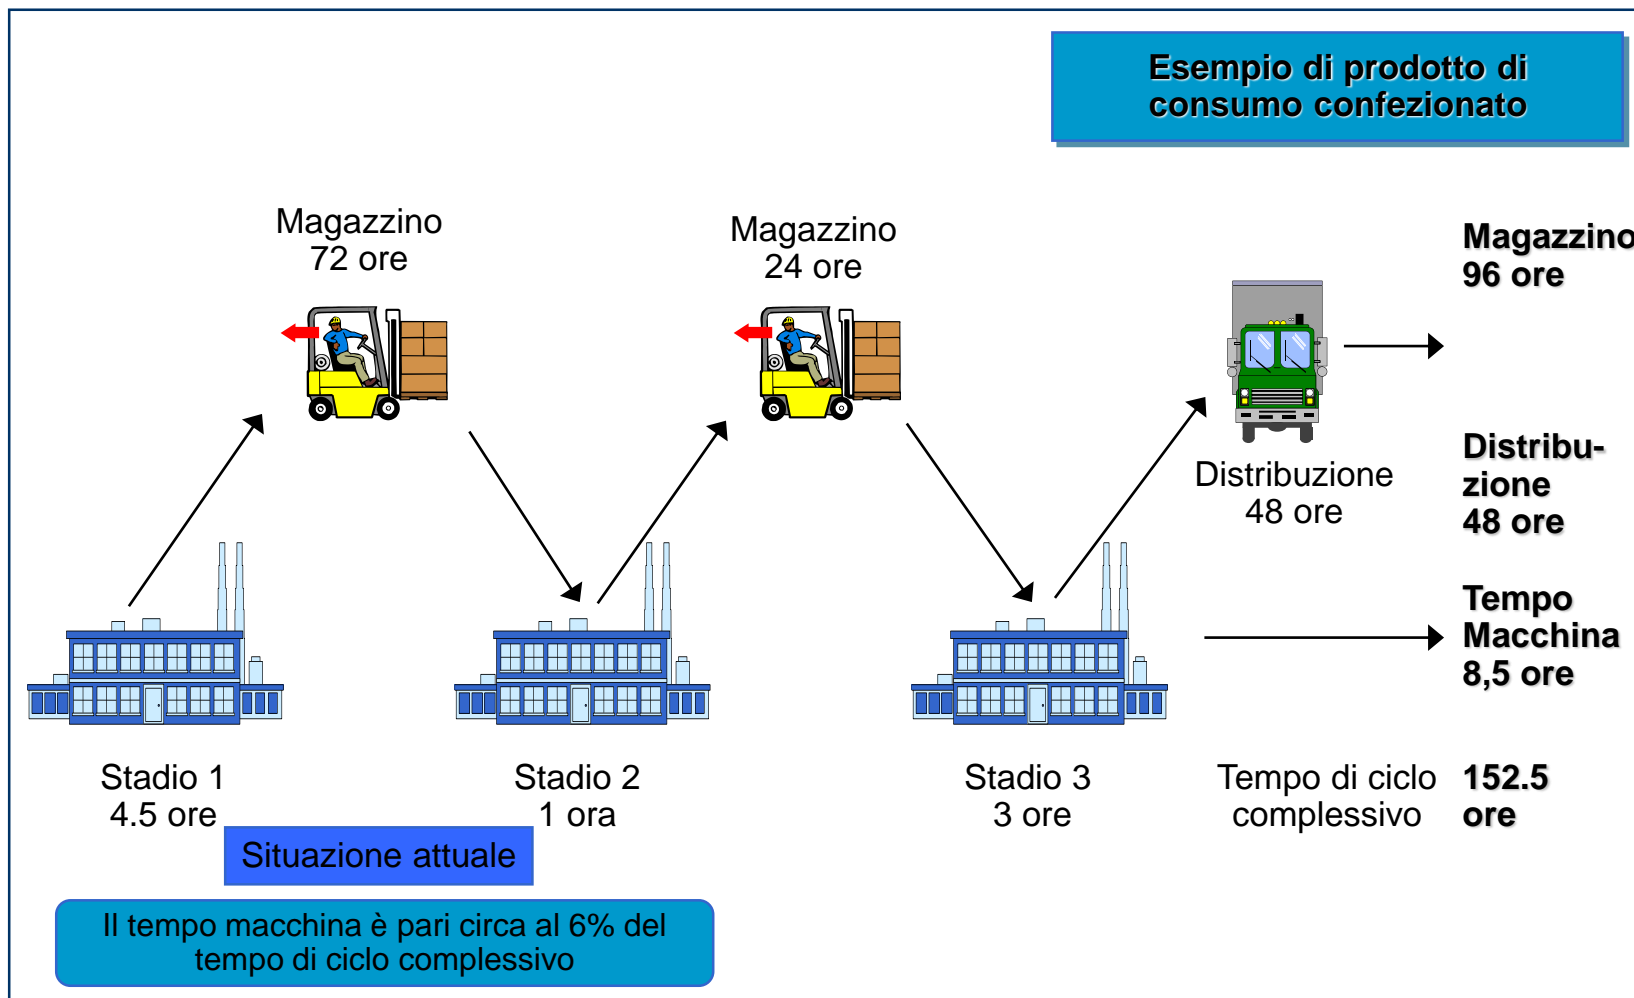 Esempio di prodotto di
consumo confezionato
Magazzino
72 ore
Magazzino
24 ore
Magazzino
96 ore
Distribuzione
48 ore
Distribu-
zione
48 ore
Tempo
Macchina
8,5 ore
Stadio 1
4.5 ore
Stadio 2
1 ora
Stadio 3
3 ore
Tempo di ciclo
complessivo
152.5
ore
Situazione attuale
Il tempo macchina è pari circa al 6% del
tempo di ciclo complessivo